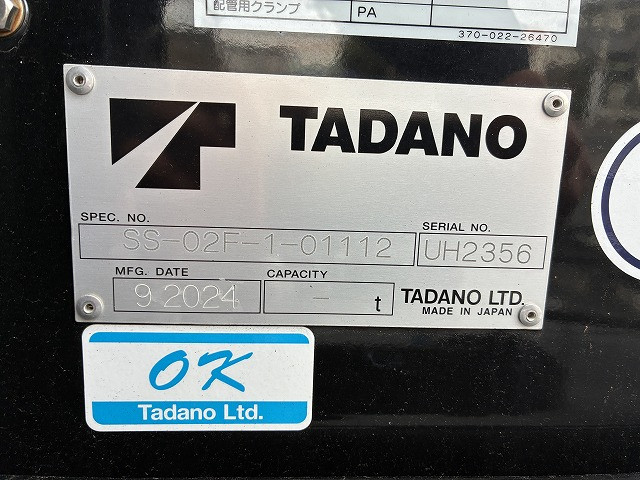 配管用クランプ
PA
370-022-26470
TADANO
SPEC. NO.
SS-02F-1-01112
SERIAL NO.
UH2356
MFG. DATE
9.2024
CAPACITY
- t
TADANO LTD.
MADE IN JAPAN
OK
Tadano Ltd.